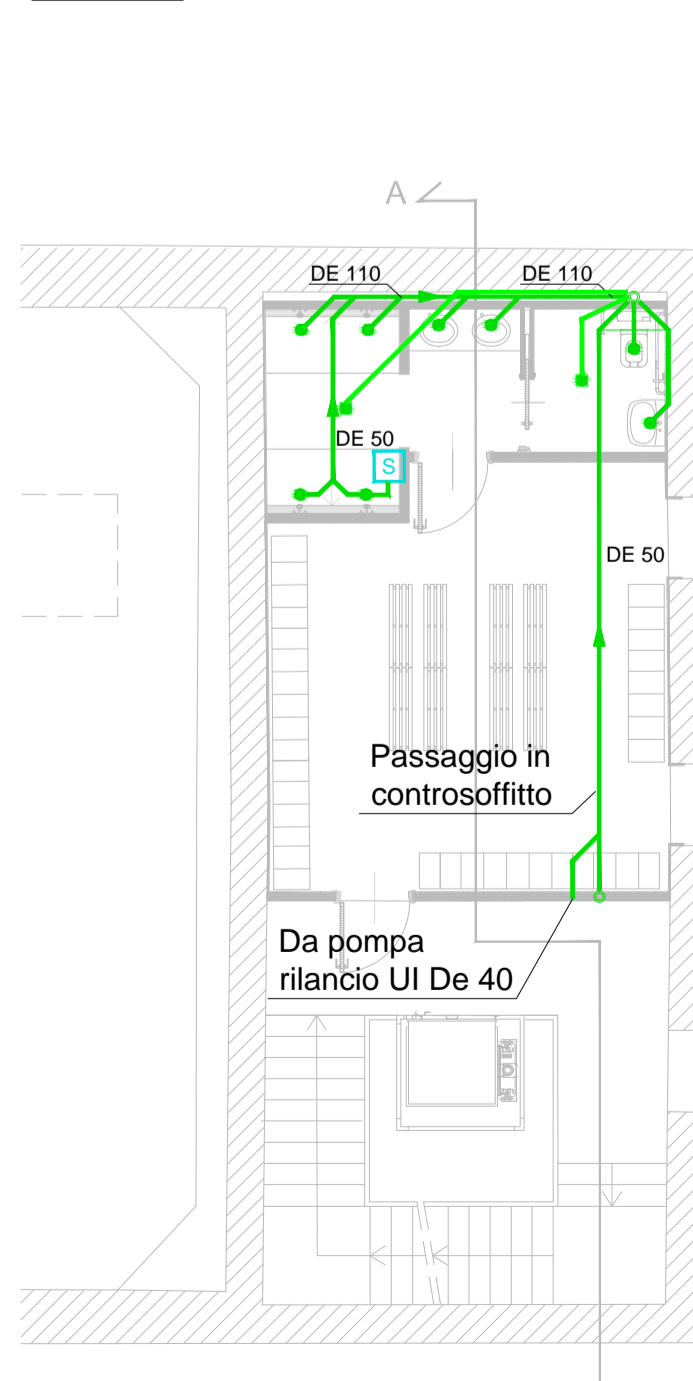 A
DE 110
DE 110
DE 50
S
DE 50
Passaggio in
controsoffitto
Da pompa
rilancio UI De 40